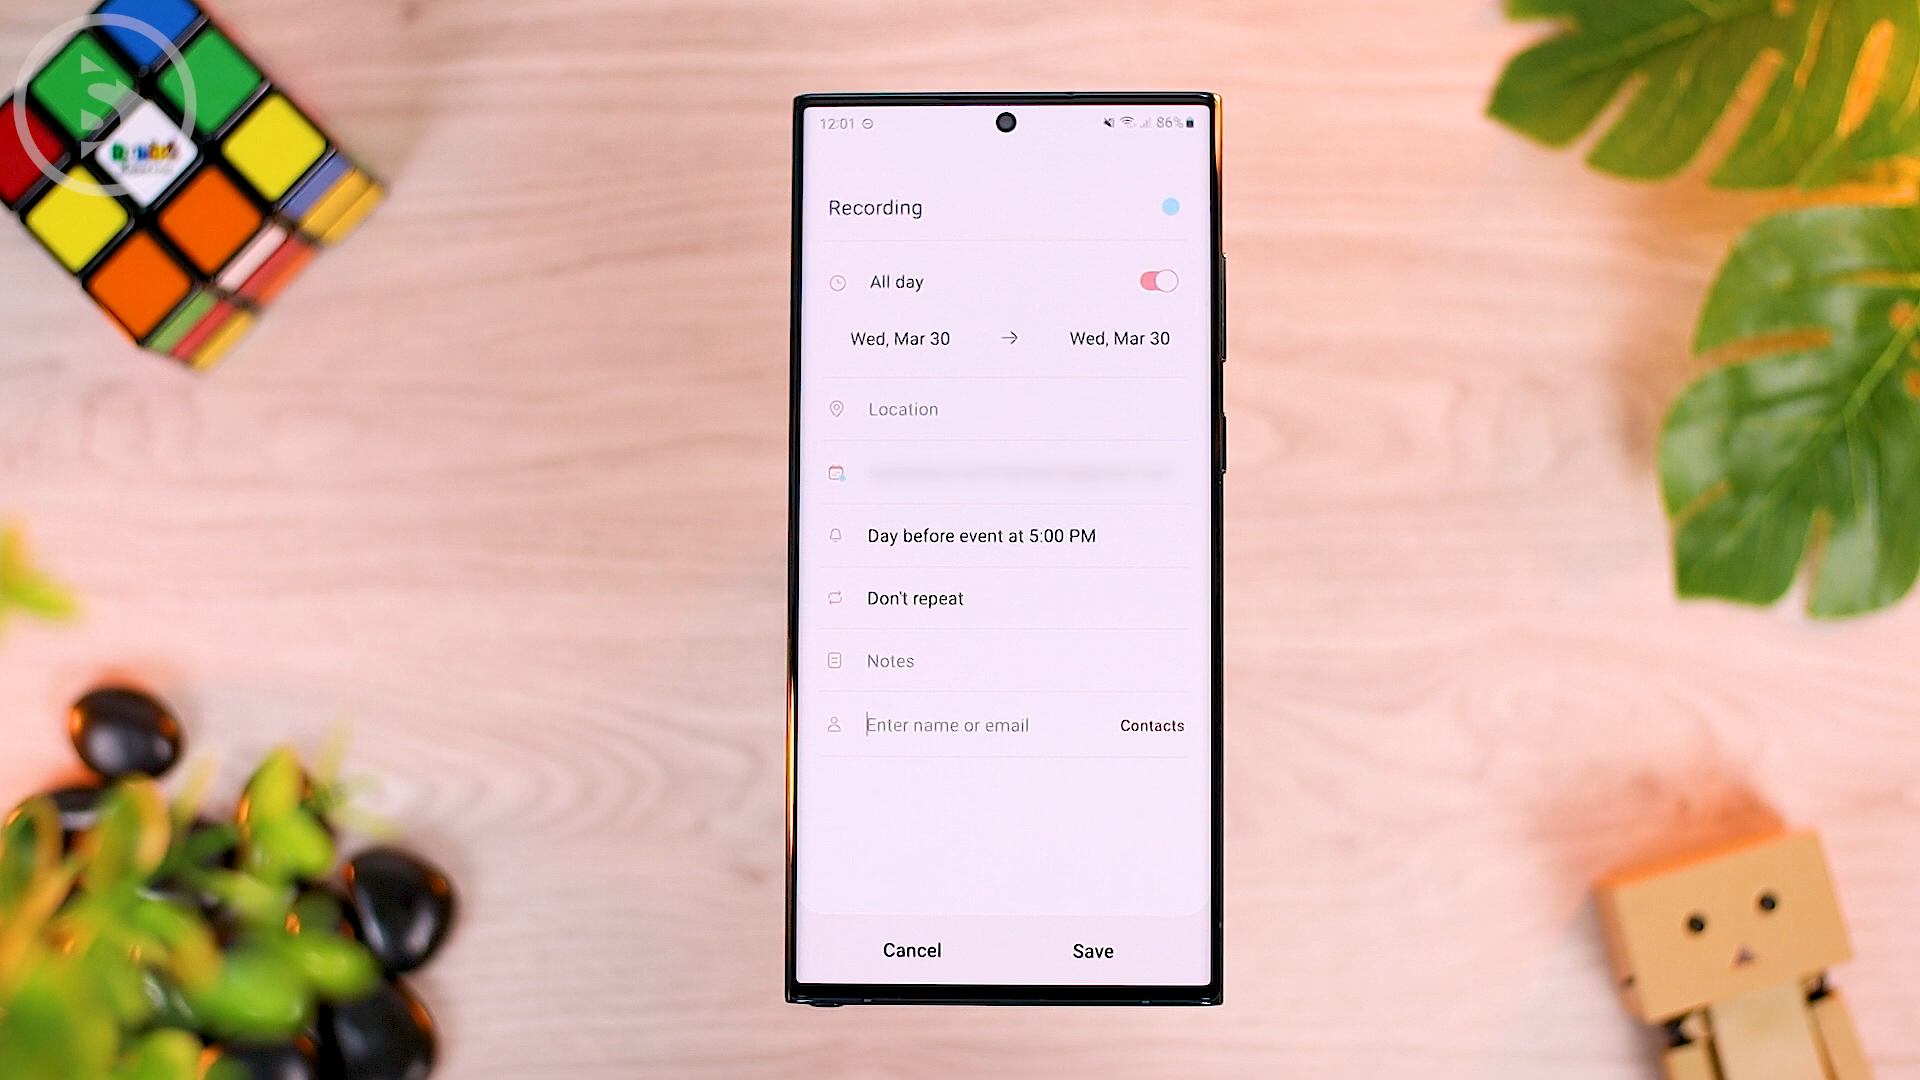 S
12:01
86%
Recording
All day
Wed, Mar 30 → Wed, Mar 30
Location
Day before event at 5:00 PM
Don't repeat
Notes
Enter name or email Contacts
Cancel Save